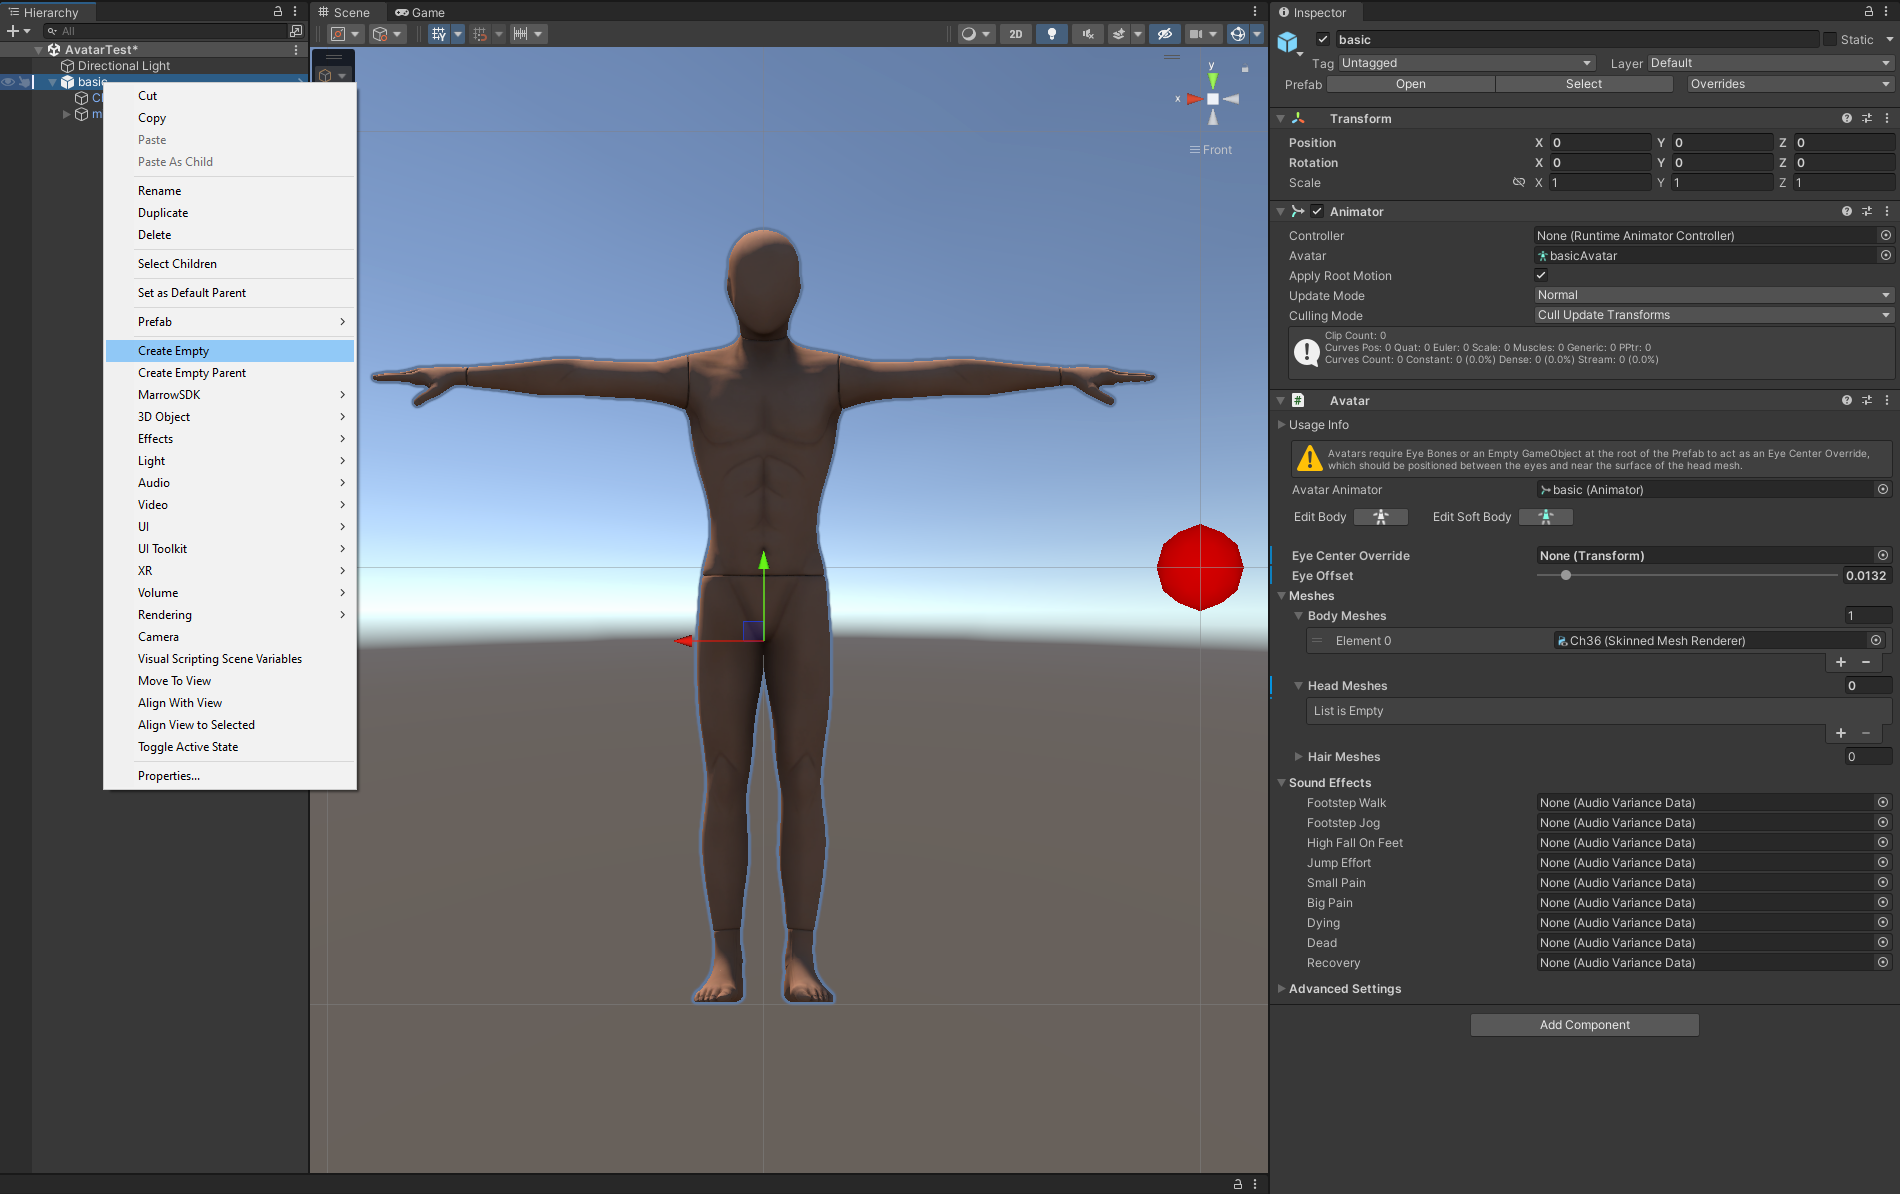 Hierarchy
All
AvatarTest*
Directional Light
basic
Cut
Copy
Paste
Paste As Child
Rename
Duplicate
Delete
Select Children
Set as Default Parent
Prefab
Create Empty
Create Empty Parent
MarrowSDK
3D Object
Effects
Light
Audio
Video
UI
UI Toolkit
XR
Volume
Rendering
Camera
Visual Scripting Scene Variables
Move To View
Align With View
Align View to Selected
Toggle Active State
Properties...
Scene Game
2D
y
x
Front
Inspector
basic Static
Tag Untagged Layer Default
Prefab Open Select Overrides
Transform
Position X 0 Y 0 Z 0
Rotation X 0 Y 0 Z 0
Scale X 1 Y 1 Z 1
Animator
Controller None (Runtime Animator Controller)
Avatar basicAvatar
Apply Root Motion
Update Mode Normal
Culling Mode Cull Update Transforms
Clip Count: 0
Curves Pos: 0 Quat: 0 Euler: 0 Scale: 0 Muscles: 0 Generic: 0 PPtr: 0
Curves Count: 0 Constant: 0 (0.0%) Dense: 0 (0.0%) Stream: 0 (0.0%)
# Avatar
Usage Info
Avatars require Eye Bones or an Empty GameObject at the root of the Prefab to act as an Eye Center Override,
which should be positioned between the eyes and near the surface of the head mesh.
Avatar Animator basic (Animator)
Edit Body Edit Soft Body
Eye Center Override None (Transform)
Eye Offset 0.0132
Meshes
Body Meshes 1
Element 0 Ch36 (Skinned Mesh Renderer)
+ −
Head Meshes 0
List is Empty
+ −
Hair Meshes 0
Sound Effects
Footstep Walk None (Audio Variance Data)
Footstep Jog None (Audio Variance Data)
High Fall On Feet None (Audio Variance Data)
Jump Effort None (Audio Variance Data)
Small Pain None (Audio Variance Data)
Big Pain None (Audio Variance Data)
Dying None (Audio Variance Data)
Dead None (Audio Variance Data)
Recovery None (Audio Variance Data)
Advanced Settings
Add Component